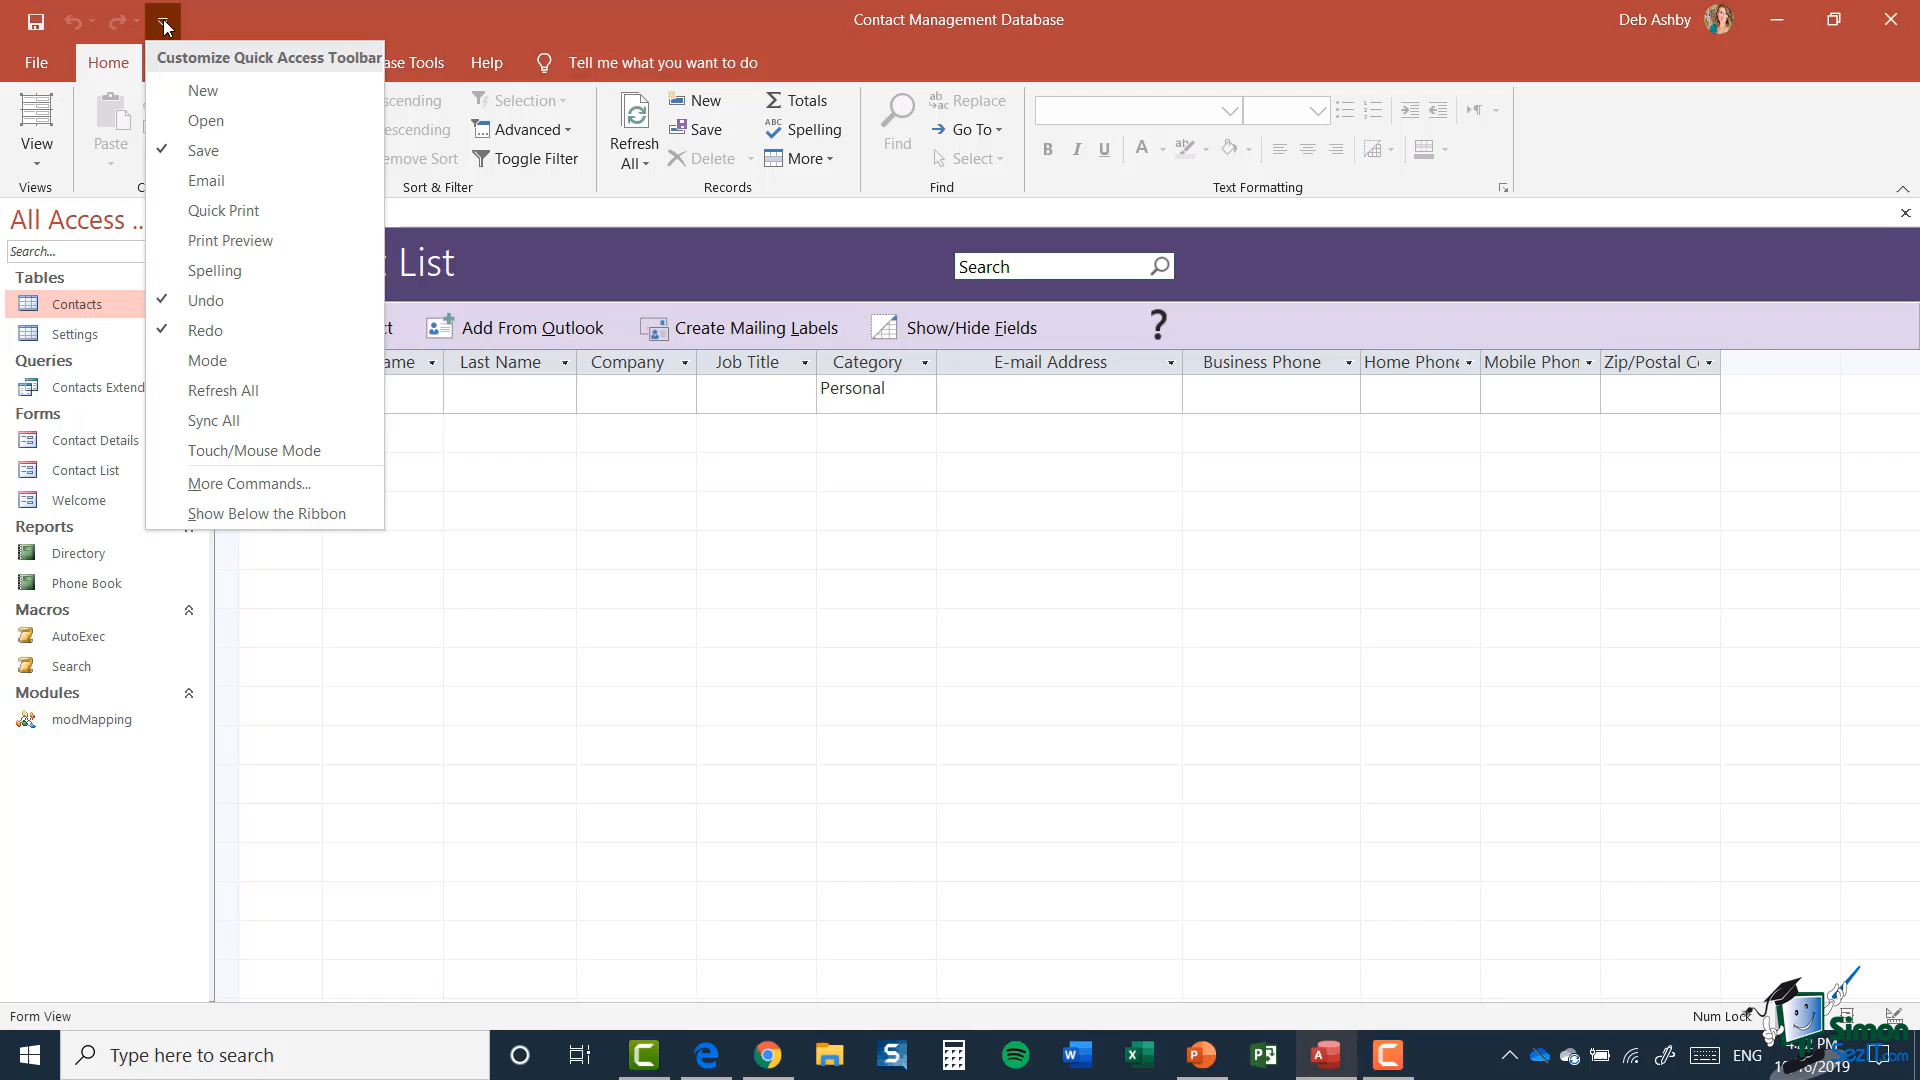 Contact Management Database
Deb Ashby
File
Home
ase Tools
Help
Tell me what you want to do
Customize Quick Access Toolbar
New
Open
Save
Email
Quick Print
Print Preview
Spelling
Undo
Redo
Mode
Refresh All
Sync All
Touch/Mouse Mode
More Commands...
Show Below the Ribbon
View
Views
Paste
C
scending
escending
emove Sort
Selection
Advanced
Toggle Filter
Sort & Filter
Refresh
All
New
Save
Delete
Totals
Spelling
More
Records
Find
Replace
Go To
Select
Find
B I U A
Text Formatting
All Access ...
Search...
Tables
Contacts
Settings
Queries
Contacts Extend
Forms
Contact Details
Contact List
Welcome
Reports
Directory
Phone Book
Macros
AutoExec
Search
Modules
modMapping
t List
Search
ct
Add From Outlook
Create Mailing Labels
Show/Hide Fields
?
ame
Last Name
Company
Job Title
Category
E-mail Address
Business Phone
Home Phone
Mobile Phon
Zip/Postal C
Personal
Form View
Num Lock
Type here to search
ENG
PM
Simon
Sez IT.com